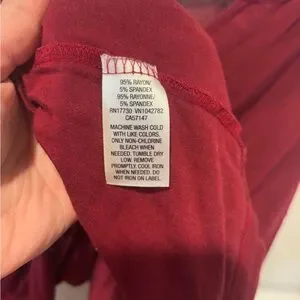 95% RAYON/
5% SPANDEX
95% RAYONNE/
5% SPANDEX
RN17730 VN1042782
CA57147
MACHINE WASH COLD
WITH LIKE COLORS.
ONLY NON-CHLORINE
BLEACH WHEN
NEEDED. TUMBLE DRY
LOW. REMOVE
PROMPTLY. COOL IRON
WHEN NEEDED. DO
NOT IRON ON LABEL.